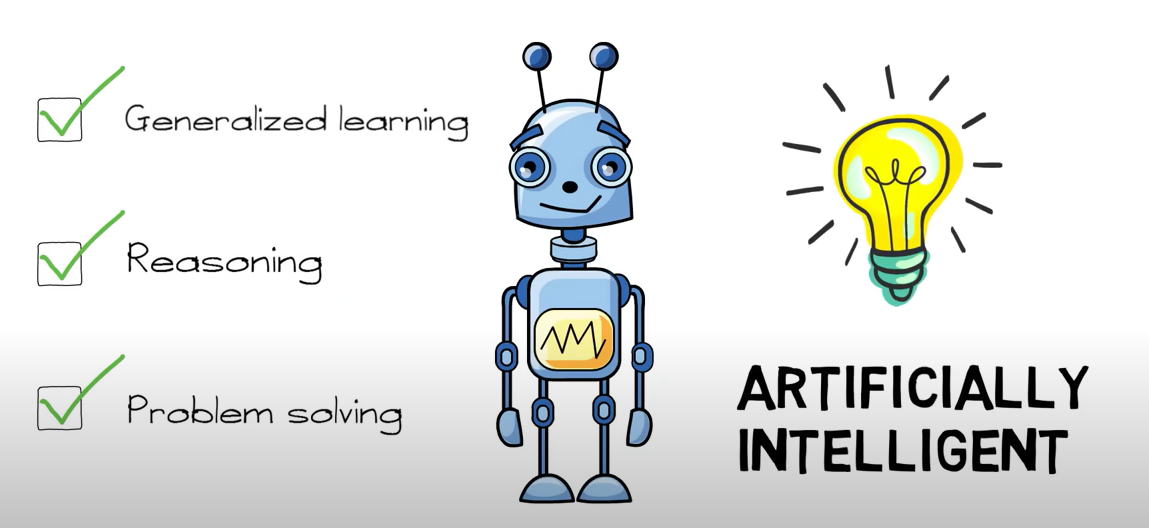 Generalized learning
Reasoning
Problem solving
ARTIFICIALLY
INTELLIGENT